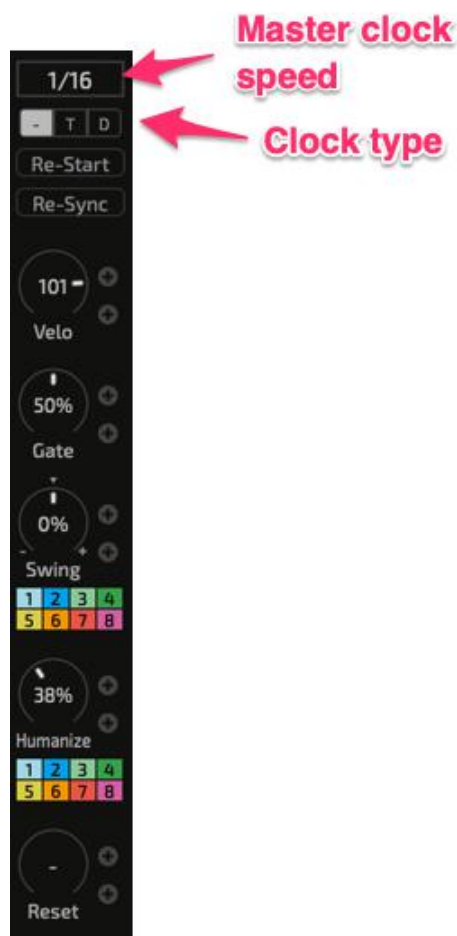 Master clock
speed
1/16
Clock type
- T D
Re-Start
Re-Sync
101
Velo
50%
Gate
0%
- +
Swing
1 2 3 4
5 6 7 8
38%
Humanize
1 2 3 4
5 6 7 8
-
Reset